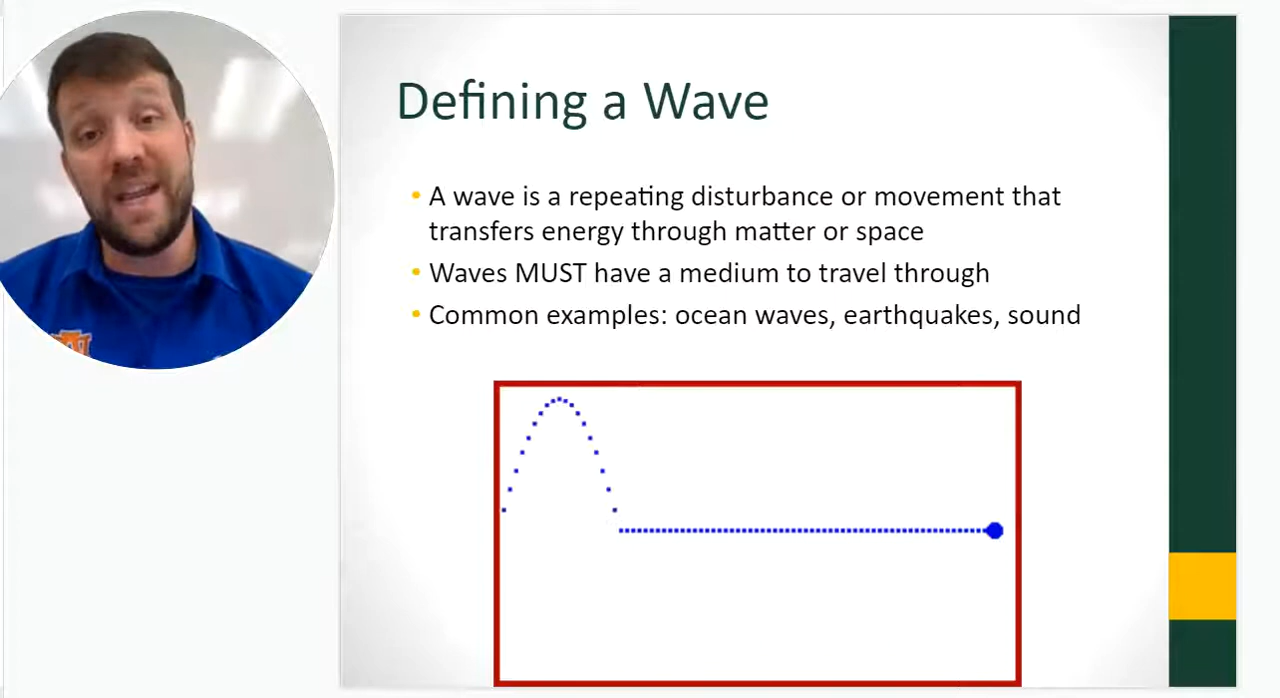 Defining a Wave
• A wave is a repeating disturbance or movement that
transfers energy through matter or space
• Waves MUST have a medium to travel through
• Common examples: ocean waves, earthquakes, sound